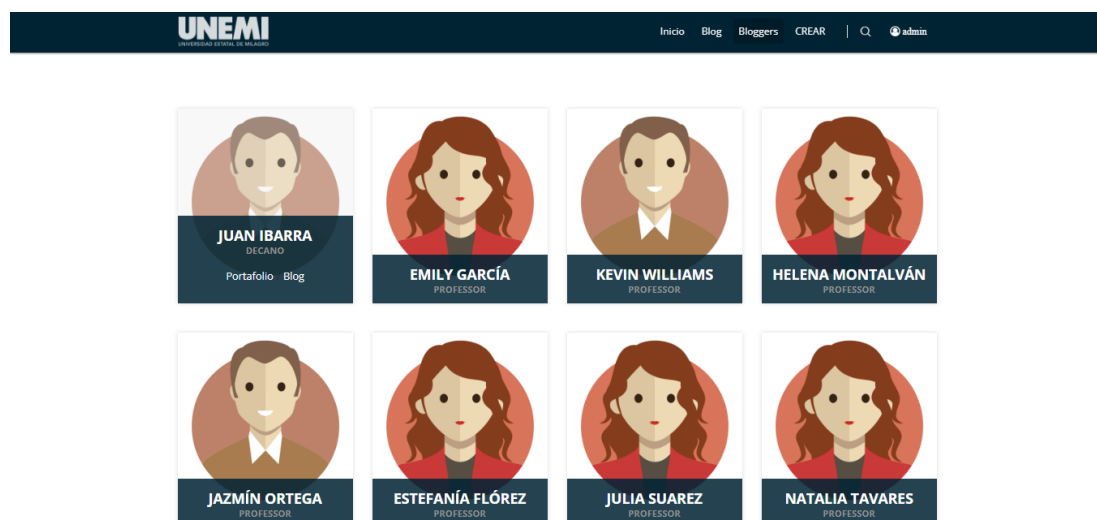 UNEMI
UNIVERSIDAD ESTATAL DE MILAGRO
Inicio Blog Bloggers CREAR admin
JUAN IBARRA
DECANO
Portafolio Blog
EMILY GARCÍA
PROFESSOR
KEVIN WILLIAMS
PROFESSOR
HELENA MONTALVÁN
PROFESSOR
JAZMÍN ORTEGA
PROFESSOR
ESTEFANÍA FLÓREZ
PROFESSOR
JULIA SUAREZ
PROFESSOR
NATALIA TAVARES
PROFESSOR